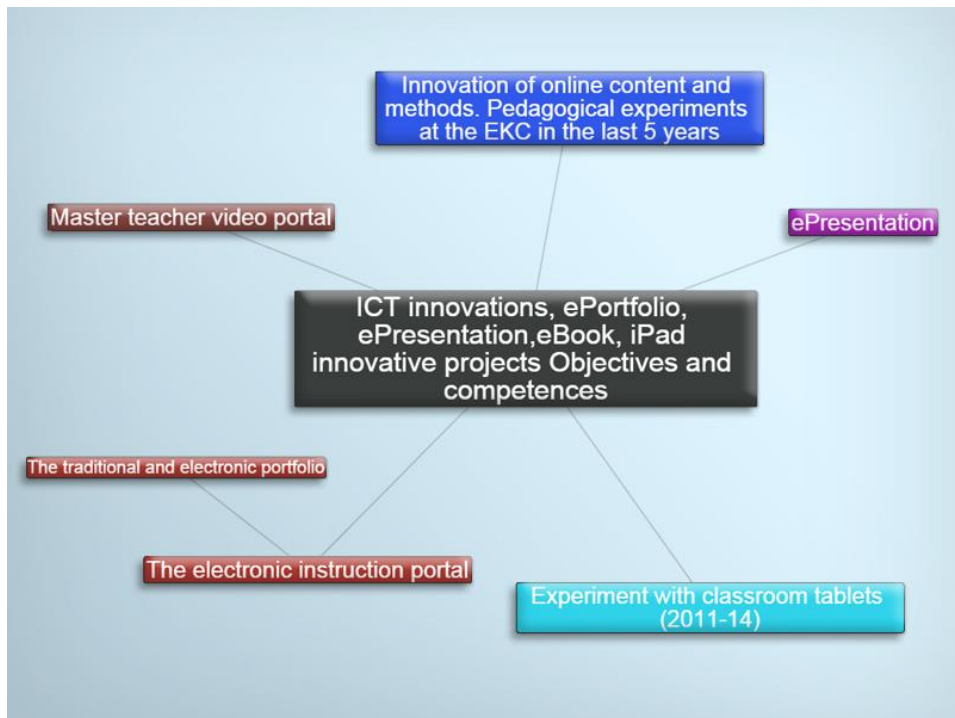 Innovation of online content and
methods. Pedagogical experiments
at the EKC in the last 5 years
Master teacher video portal
ePresentation
ICT innovations, ePortfolio,
ePresentation,eBook, iPad
innovative projects Objectives and
competences
The traditional and electronic portfolio
The electronic instruction portal
Experiment with classroom tablets
(2011-14)